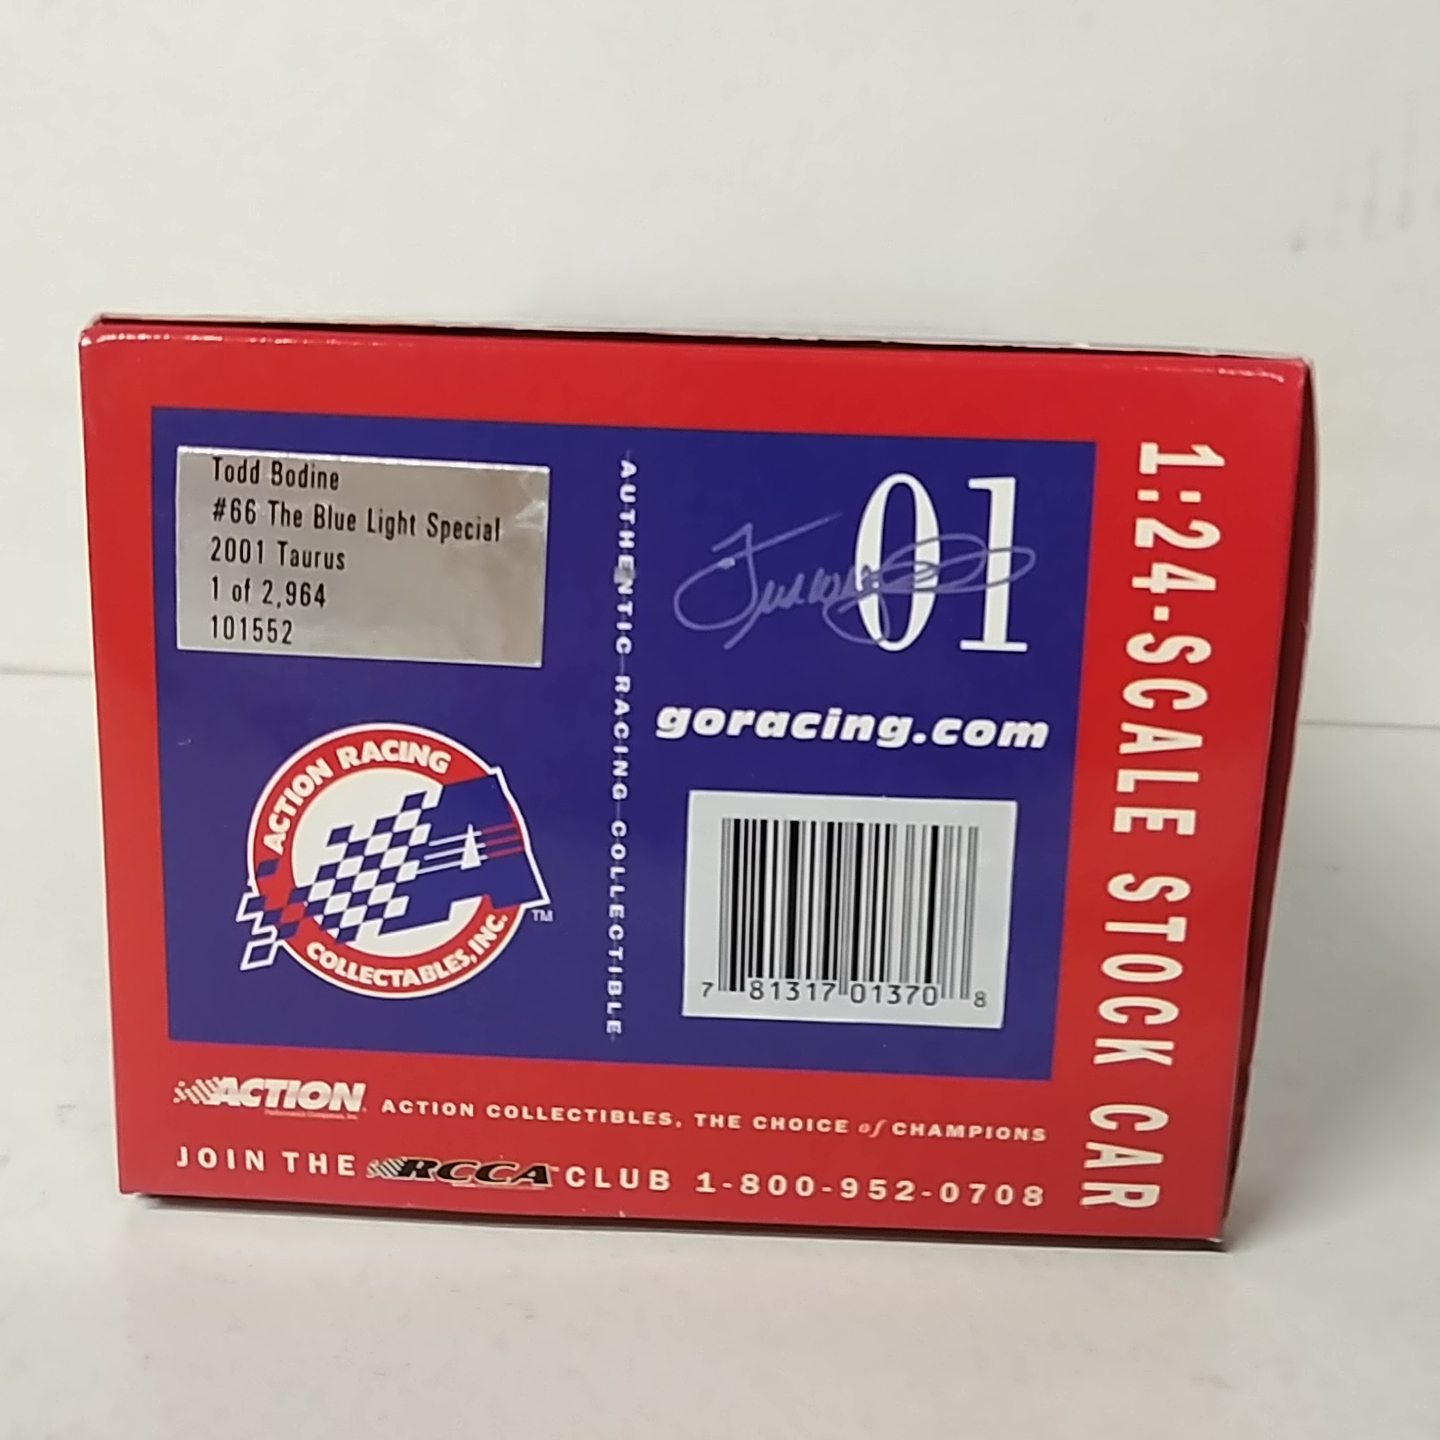 Todd Bodine
#66 The Blue Light Special
2001 Taurus
1 of 2,964
101552
ACTION RACING
COLLECTABLES, INC.
TM
AUTHENTIC RACING COLLECTIBLE
01
goracing.com
7 81317 01370 8
1:24-SCALE STOCK CAR
ACTION
ACTION COLLECTIBLES, THE CHOICE of CHAMPIONS
JOIN THE RCCA CLUB 1-800-952-0708